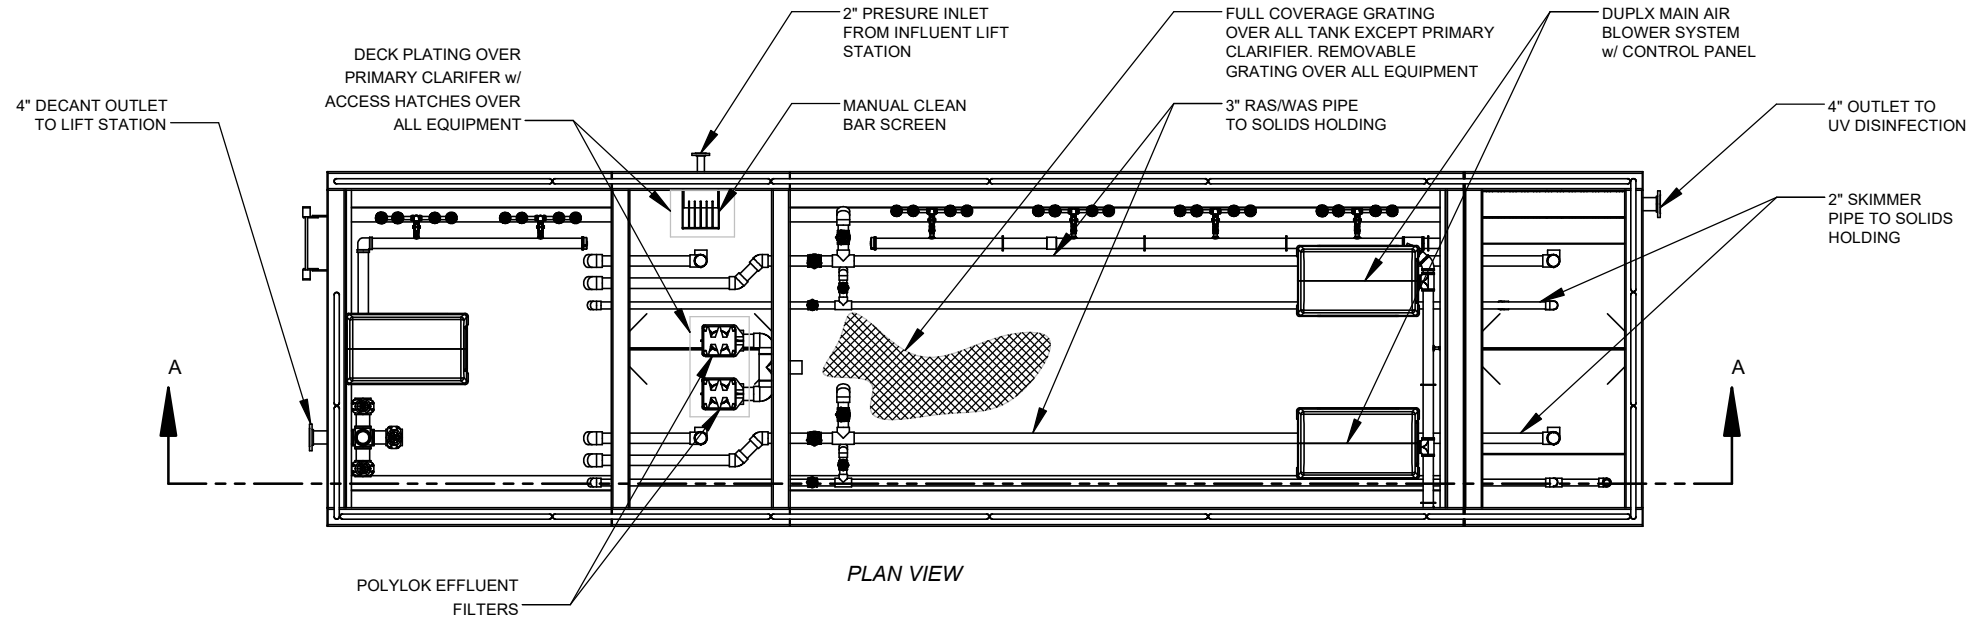 2" PRESURE INLET
FROM INFLUENT LIFT
STATION
FULL COVERAGE GRATING
OVER ALL TANK EXCEPT PRIMARY
CLARIFIER. REMOVABLE
GRATING OVER ALL EQUIPMENT
DUPLX MAIN AIR
BLOWER SYSTEM
w/ CONTROL PANEL
DECK PLATING OVER
PRIMARY CLARIFER w/
ACCESS HATCHES OVER
ALL EQUIPMENT
4" DECANT OUTLET
TO LIFT STATION
MANUAL CLEAN
BAR SCREEN
3" RAS/WAS PIPE
TO SOLIDS HOLDING
4" OUTLET TO
UV DISINFECTION
2" SKIMMER
PIPE TO SOLIDS
HOLDING
A
A
POLYLOK EFFLUENT
FILTERS
PLAN VIEW